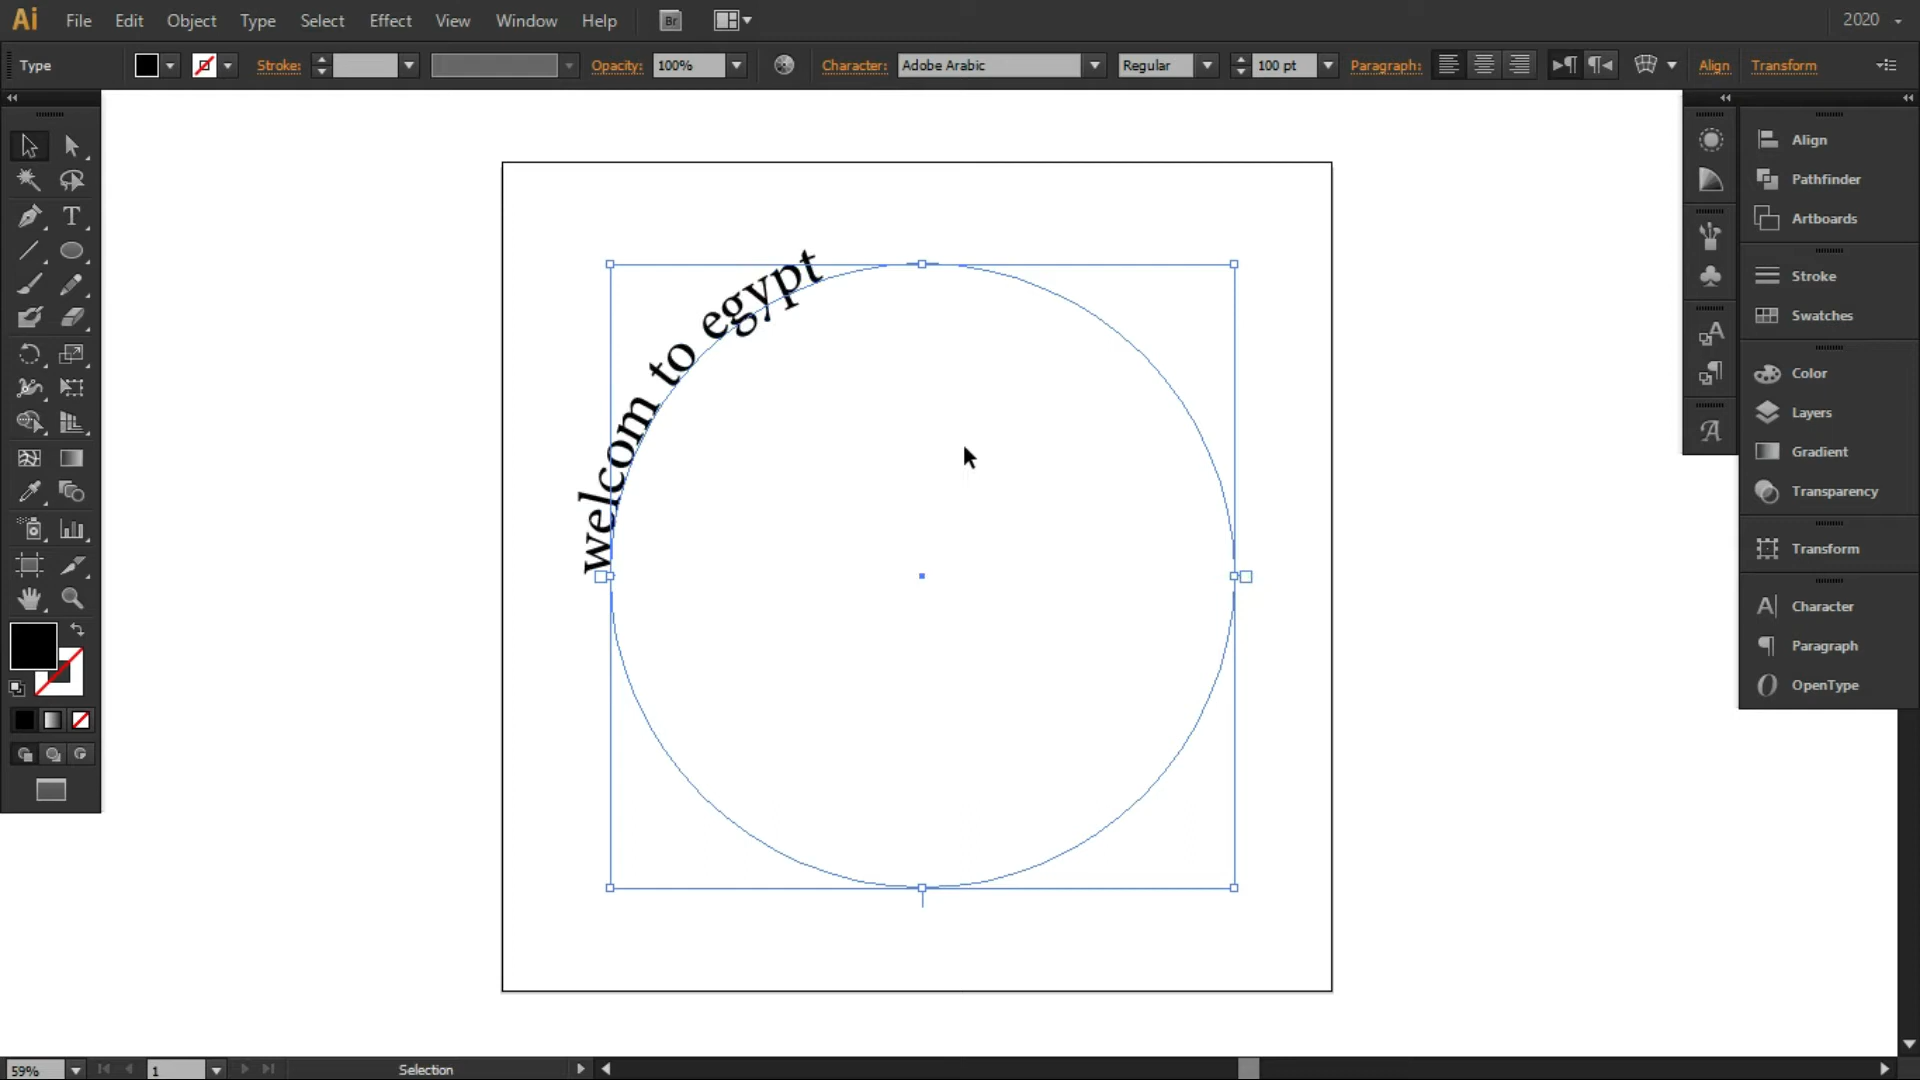 Ai File Edit Object Type Select Effect View Window Help Br 2020
Type Stroke: Opacity: 100% Character: Adobe Arabic Regular 100 pt Paragraph: Align Transform
welcom to egypt
Align
Pathfinder
Artboards
Stroke
Swatches
Color
Layers
Gradient
Transparency
Transform
Character
Paragraph
OpenType
59% 1 Selection